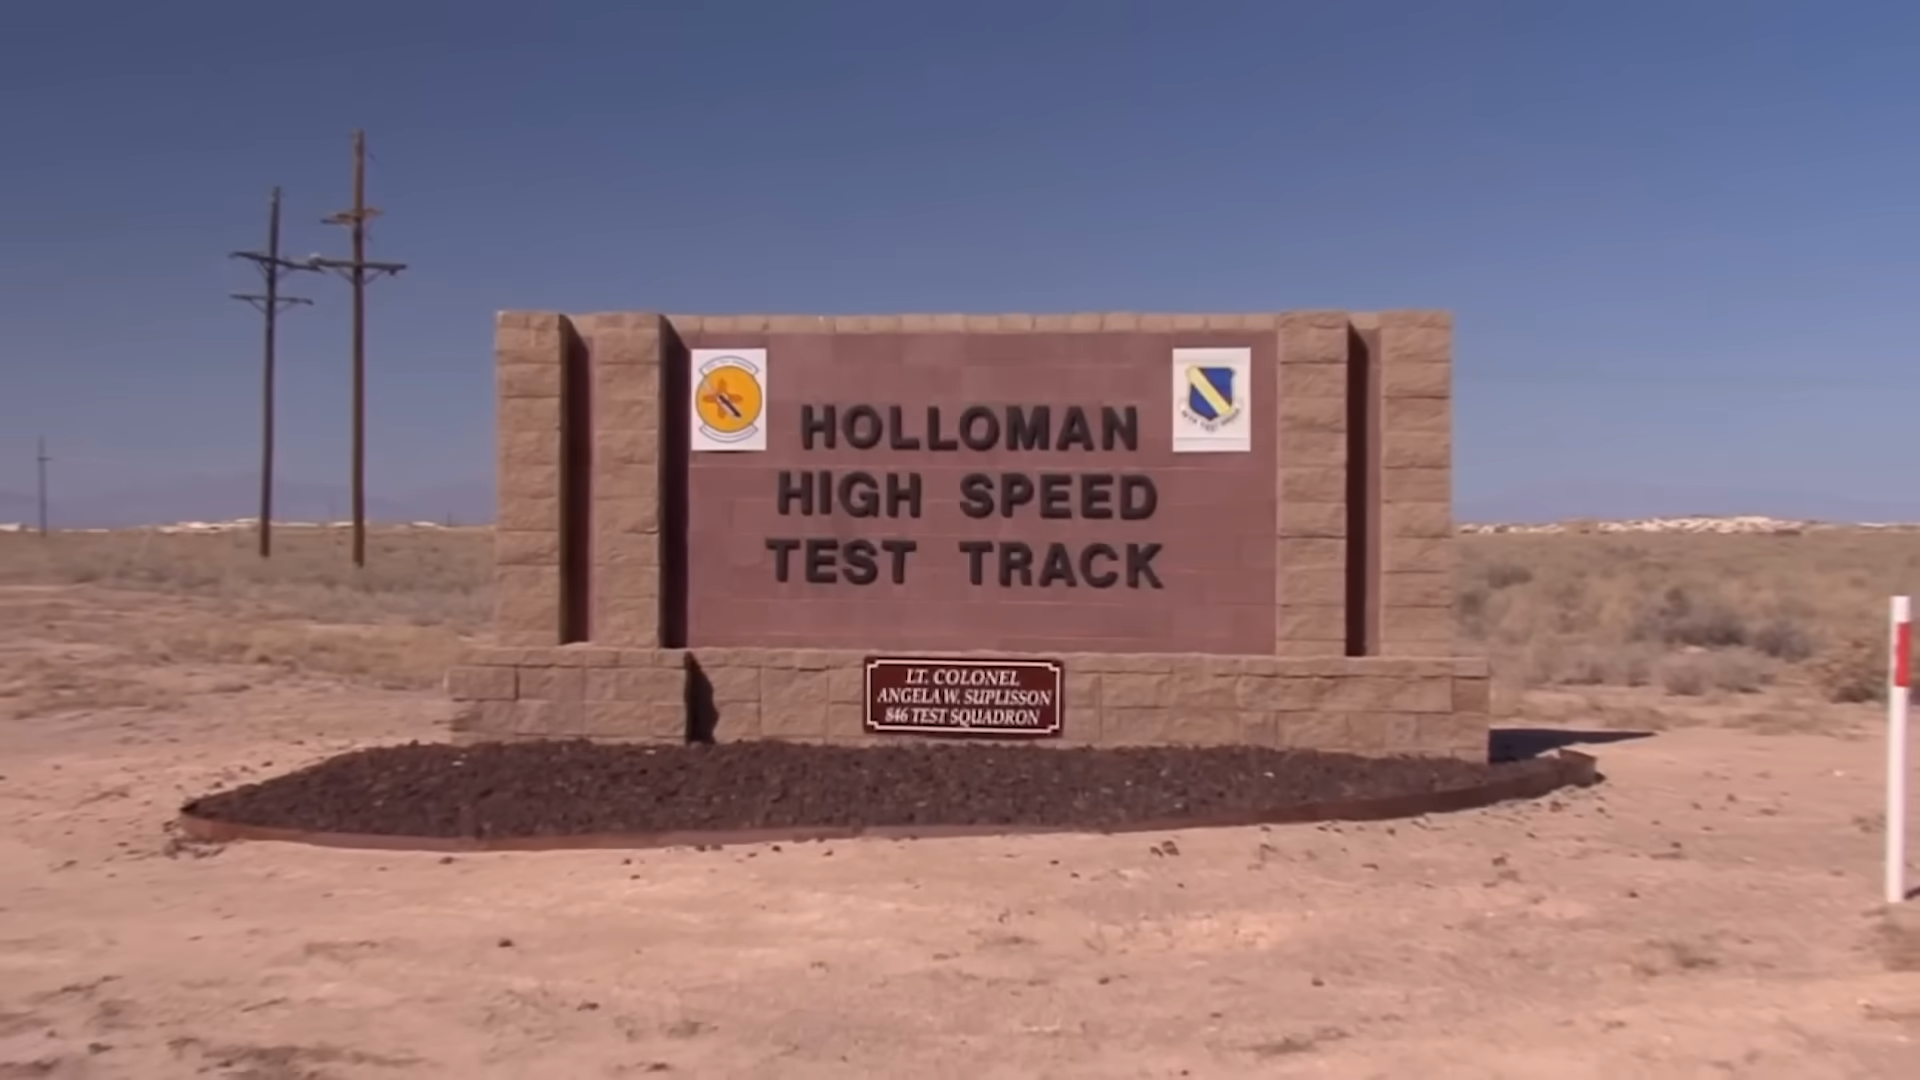 HOLLOMAN
HIGH SPEED
TEST TRACK
LT. COLONEL
ANGELA W. SUPLISSON
846 TEST SQUADRON